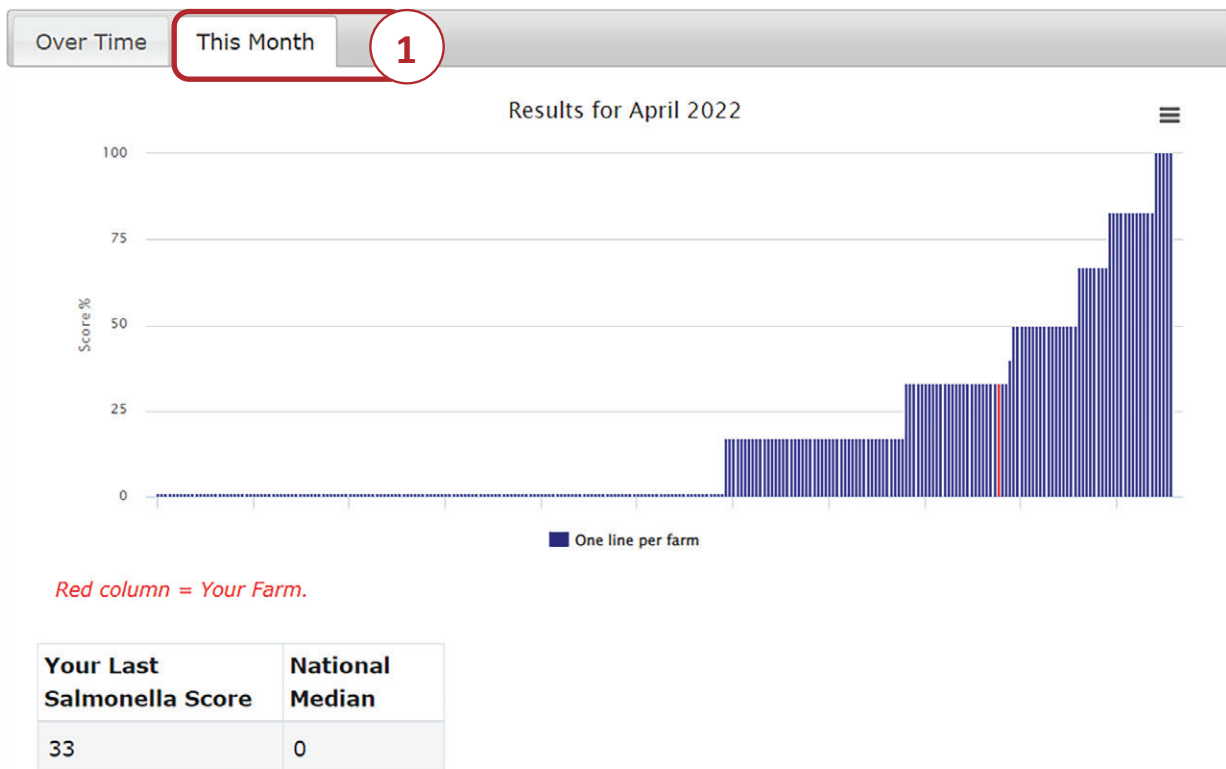 Over Time
This Month
1
Results for April 2022
100
75
50
25
0
Score %
One line per farm
Red column = Your Farm.
Your Last
Salmonella Score
National
Median
33
0